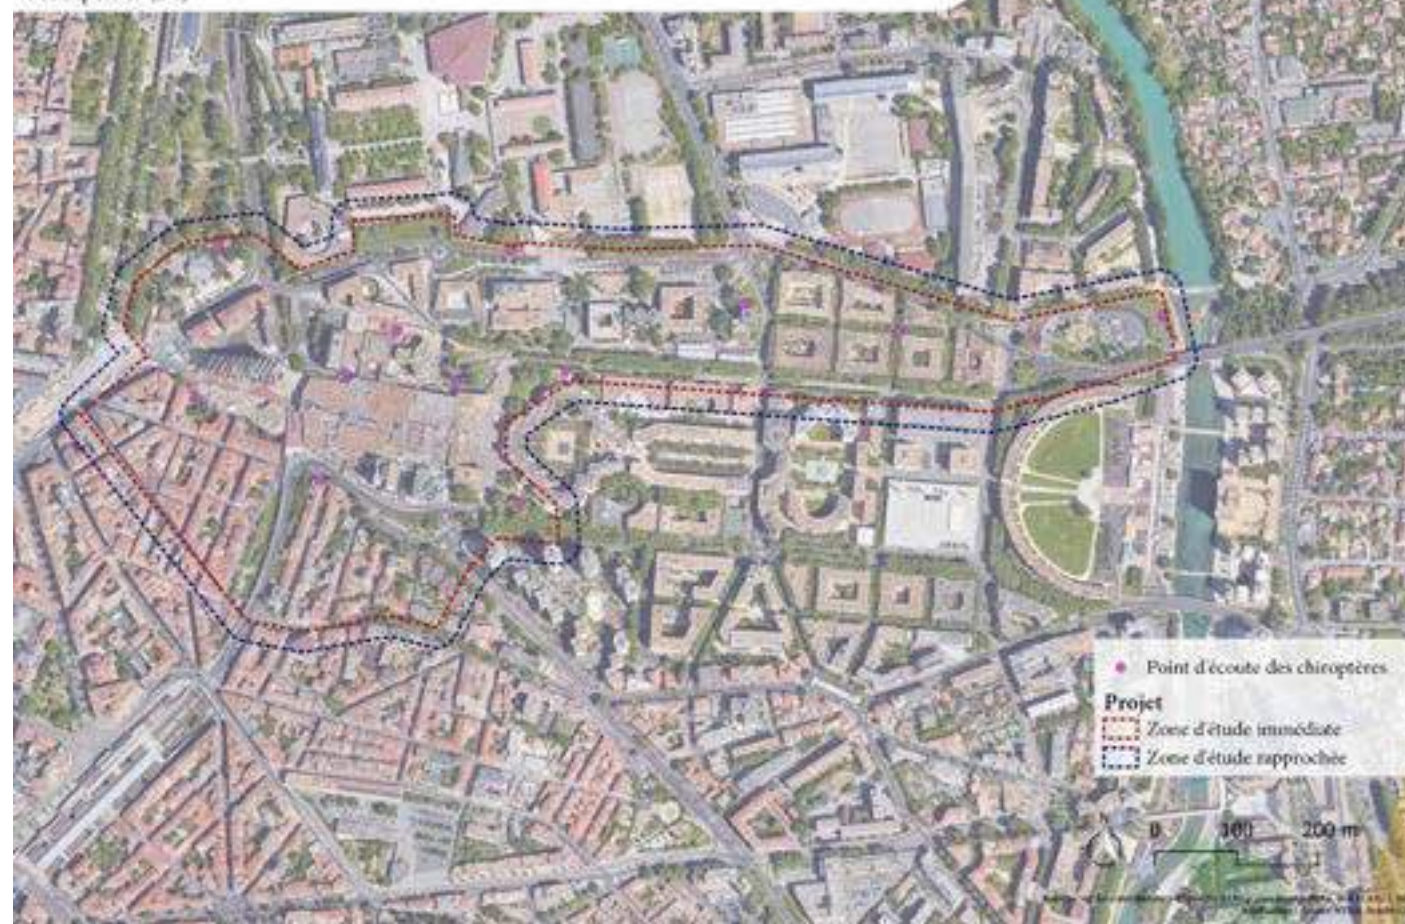 Point d'écoute des chiroptères
Projet
Zone d'étude immédiate
Zone d'étude rapprochée
0 100 200 m